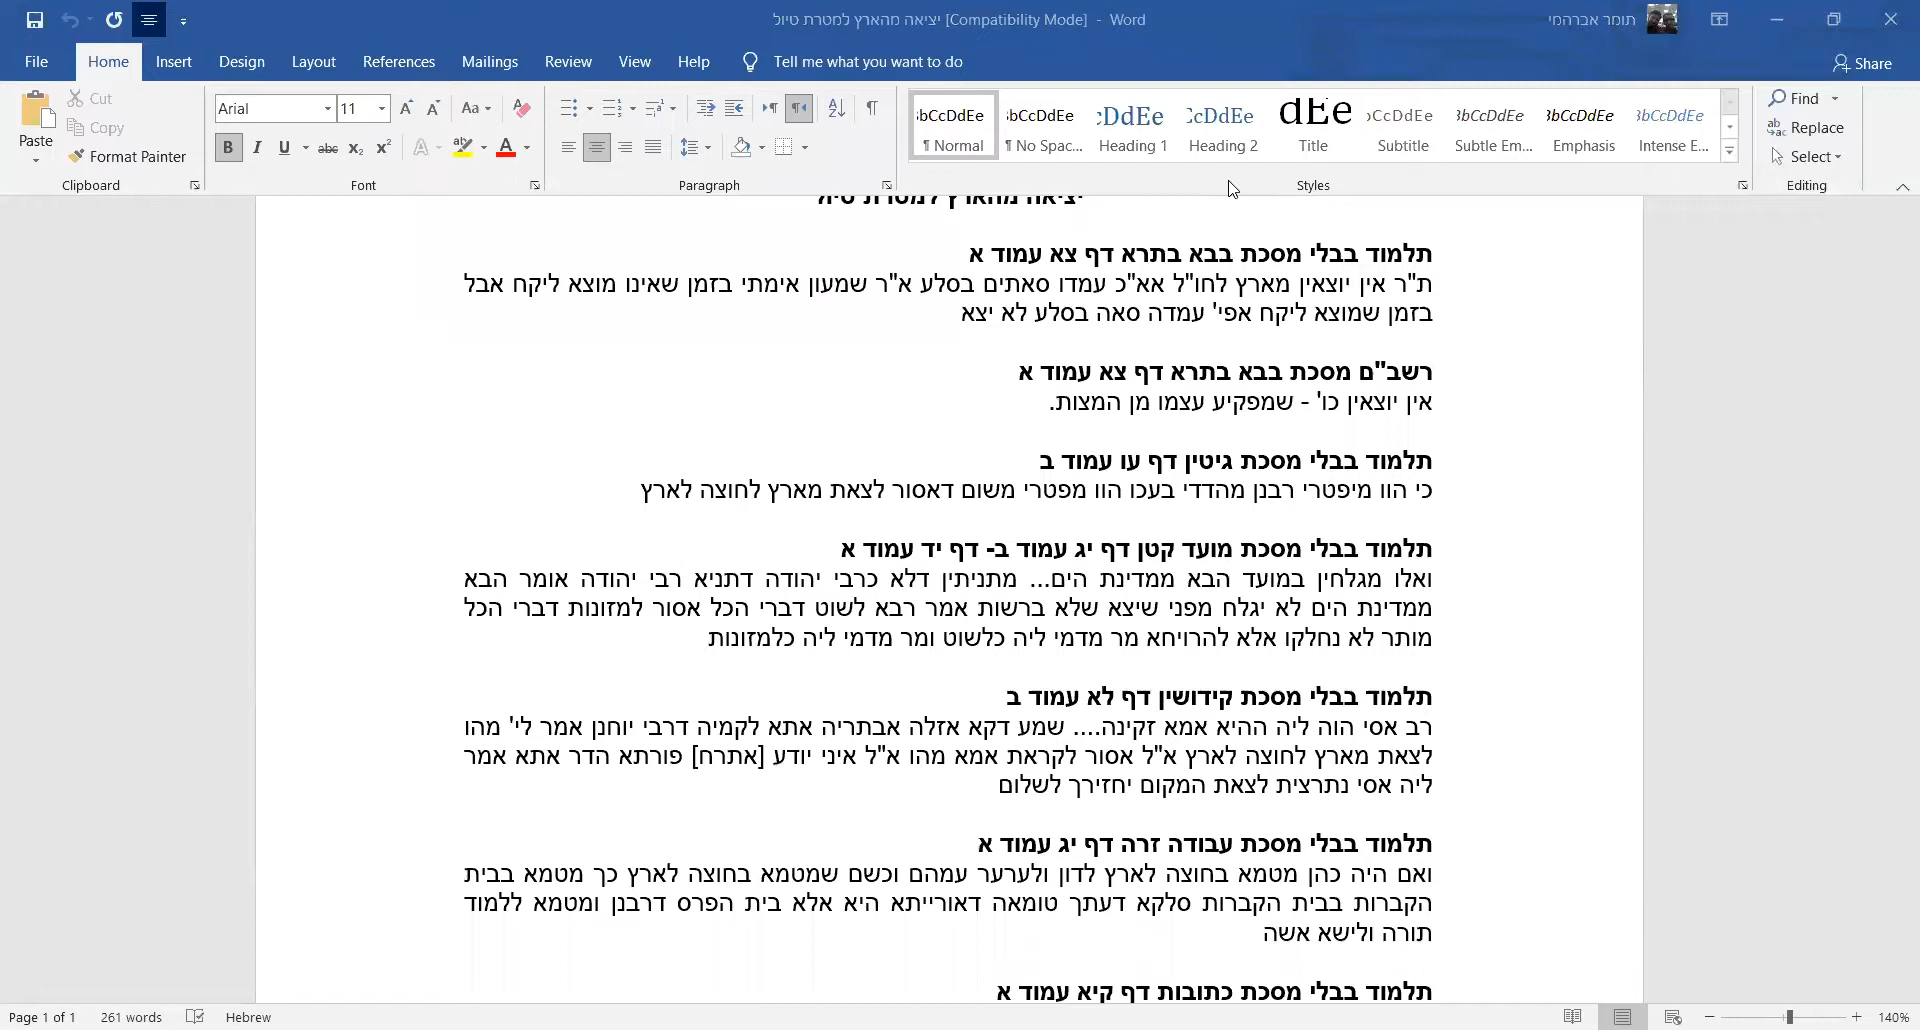 יציאה מהארץ למטרת טיול [Compatibility Mode] - Word
תומר אברהמי
File Home Insert Design Layout References Mailings Review View Help Tell me what you want to do Share
Paste
Cut
Copy
Format Painter
Clipboard
Arial 11
Font
Paragraph
¶ Normal ¶ No Spac... Heading 1 Heading 2 Title Subtitle Subtle Em... Emphasis Intense E...
Styles
Find
Replace
Select
Editing
יציאה מהארץ למטרת טיול
תלמוד בבלי מסכת בבא בתרא דף צא עמוד א
ת"ר אין יוצאין מארץ לחו"ל אא"כ עמדו סאתים בסלע א"ר שמעון אימתי בזמן שאינו מוצא ליקח אבל
בזמן שמוצא ליקח אפי' עמדה סאה בסלע לא יצא
רשב"ם מסכת בבא בתרא דף צא עמוד א
אין יוצאין כו' - שמפקיע עצמו מן המצות.
תלמוד בבלי מסכת גיטין דף עו עמוד ב
כי הוו מיפטרי רבנן מהדדי בעכו הוו מפטרי משום דאסור לצאת מארץ לחוצה לארץ
תלמוד בבלי מסכת מועד קטן דף יג עמוד ב- דף יד עמוד א
ואלו מגלחין במועד הבא ממדינת הים... מתניתין דלא כרבי יהודה דתניא רבי יהודה אומר הבא
ממדינת הים לא יגלח מפני שיצא שלא ברשות אמר רבא לשוט דברי הכל אסור למזונות דברי הכל
מותר לא נחלקו אלא להרויחא מר מדמי ליה כלשוט ומר מדמי ליה כלמזונות
תלמוד בבלי מסכת קידושין דף לא עמוד ב
רב אסי הוה ליה ההיא אמא זקינה.... שמע דקא אזלה אבתריה אתא לקמיה דרבי יוחנן אמר לי' מהו
לצאת מארץ לחוצה לארץ א"ל אסור לקראת אמא מהו א"ל איני יודע [אתרח] פורתא הדר אתא אמר
ליה אסי נתרצית לצאת המקום יחזירך לשלום
תלמוד בבלי מסכת עבודה זרה דף יג עמוד א
ואם היה כהן מטמא בחוצה לארץ לדון ולערער עמהם וכשם שמטמא בחוצה לארץ כך מטמא בבית
הקברות בבית הקברות סלקא דעתך טומאה דאורייתא היא אלא בית הפרס דרבנן ומטמא ללמוד
תורה ולישא אשה
תלמוד בבלי מסכת כתובות דף קיא עמוד א
Page 1 of 1 261 words Hebrew 140%